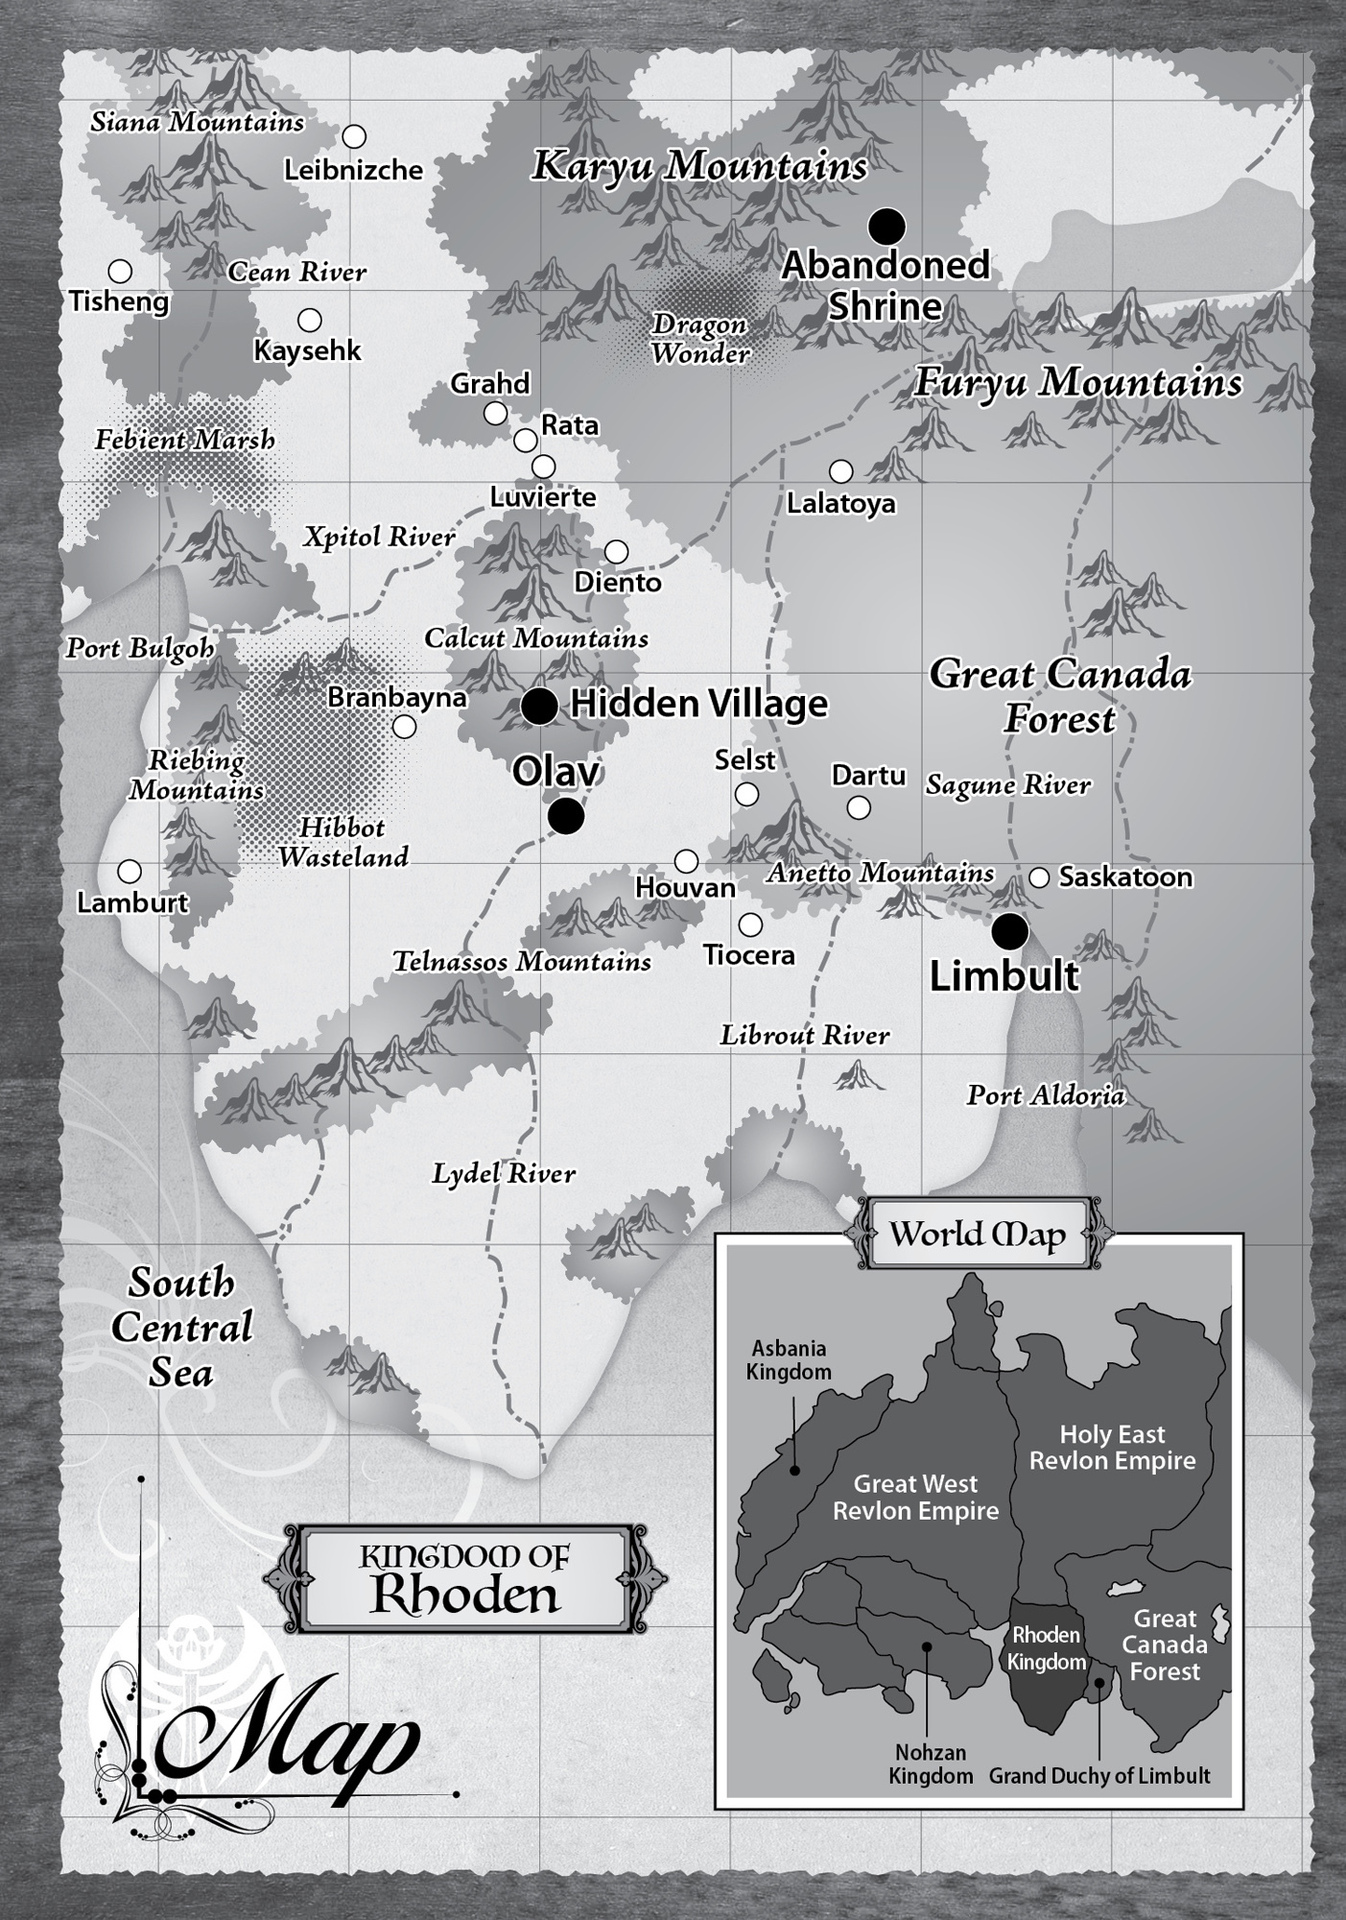 Siana Mountains
Leibnizche
Karyu Mountains
Abandoned
Shrine
Tisheng
Cean River
Kaysehk
Dragon
Wonder
Furyu Mountains
Grahd
Rata
Febient Marsh
Luvierte
Lalatoya
Xpitol River
Diento
Port Bulgoh
Calcut Mountains
Great Canada
Forest
Branbayna
Hidden Village
Riebing
Mountains
Olav
Selst
Dartu
Sagune River
Hibbot
Wasteland
Lamburt
Houvan
Anetto Mountains
Saskatoon
Telnassos Mountains
Tiocera
Limbult
Librout River
Port Aldoria
Lydel River
South
Central
Sea
World Map
Asbania
Kingdom
Holy East
Revlon Empire
Great West
Revlon Empire
Rhoden
Kingdom
Great
Canada
Forest
Nohzan
Kingdom
Grand Duchy of Limbult
KINGDOM OF
Rhoden
Map